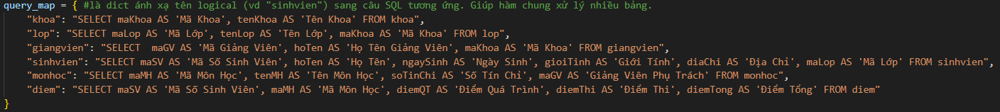 query_map = { #là dict ánh xạ tên logical (vd "sinhvien") sang câu SQL tương ứng. Giúp hàm chung xử lý nhiều bảng.
"khoa": "SELECT maKhoa AS 'Mã Khoa', tenKhoa AS 'Tên Khoa' FROM khoa",
"lop": "SELECT maLop AS 'Mã Lớp', tenLop AS 'Tên Lớp', maKhoa AS 'Mã Khoa' FROM lop",
"giangvien": "SELECT  maGV AS 'Mã Giảng Viên', hoTen AS 'Họ Tên Giảng Viên', maKhoa AS 'Mã Khoa' FROM giangvien",
"sinhvien": "SELECT maSV AS 'Mã Số Sinh Viên', hoTen AS 'Họ Tên', ngaySinh AS 'Ngày Sinh', gioiTinh AS 'Giới Tính', diaChi AS 'Địa Chỉ', maLop AS 'Mã Lớp' FROM sinhvien",
"monhoc": "SELECT maMH AS 'Mã Môn Học', tenMH AS 'Tên Môn Học', soTinChi AS 'Số Tín Chỉ', maGV AS 'Giảng Viên Phụ Trách' FROM monhoc",
"diem": "SELECT maSV AS 'Mã Số Sinh Viên', maMH AS 'Mã Môn Học', diemQT AS 'Điểm Quá Trình', diemThi AS 'Điểm Thi', diemTong AS 'Điểm Tổng' FROM diem"
}